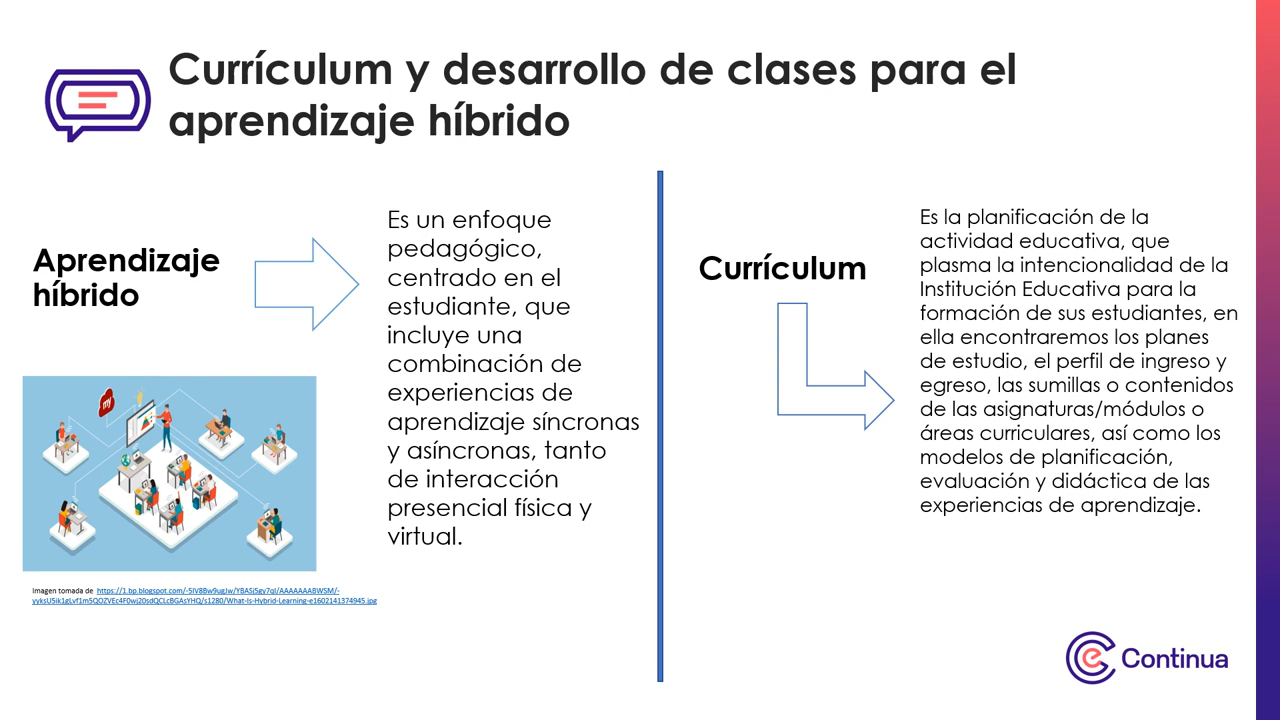 Currículum y desarrollo de clases para el
aprendizaje híbrido
Aprendizaje
híbrido
Es un enfoque
pedagógico,
centrado en el
estudiante, que
incluye una
combinación de
experiencias de
aprendizaje síncronas
y asíncronas, tanto
de interacción
presencial física y
virtual.
my
Imagen tomada de
Currículum
Es la planificación de la
actividad educativa, que
plasma la intencionalidad de la
Institución Educativa para la
formación de sus estudiantes, en
ella encontraremos los planes
de estudio, el perfil de ingreso y
egreso, las sumillas o contenidos
de las asignaturas/módulos o
áreas curriculares, así como los
modelos de planificación,
evaluación y didáctica de las
experiencias de aprendizaje.
e Continua